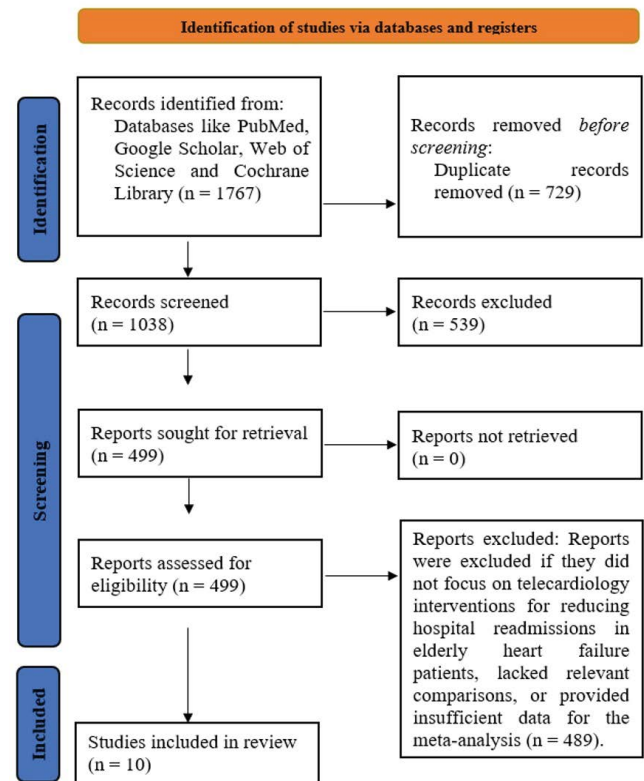 Identification of studies via databases and registers
Identification
Records identified from:
Databases like PubMed,
Google Scholar, Web of
Science and Cochrane
Library (n = 1767)
Records removed before
screening:
Duplicate records
removed (n = 729)
Screening
Records screened
(n = 1038)
Records excluded
(n = 539)
Reports sought for retrieval
(n = 499)
Reports not retrieved
(n = 0)
Reports assessed for
eligibility (n = 499)
Reports excluded: Reports
were excluded if they did
not focus on telecardiology
interventions for reducing
hospital readmissions in
elderly heart failure
patients, lacked relevant
comparisons, or provided
insufficient data for the
meta-analysis (n = 489).
Included
Studies included in review
(n = 10)